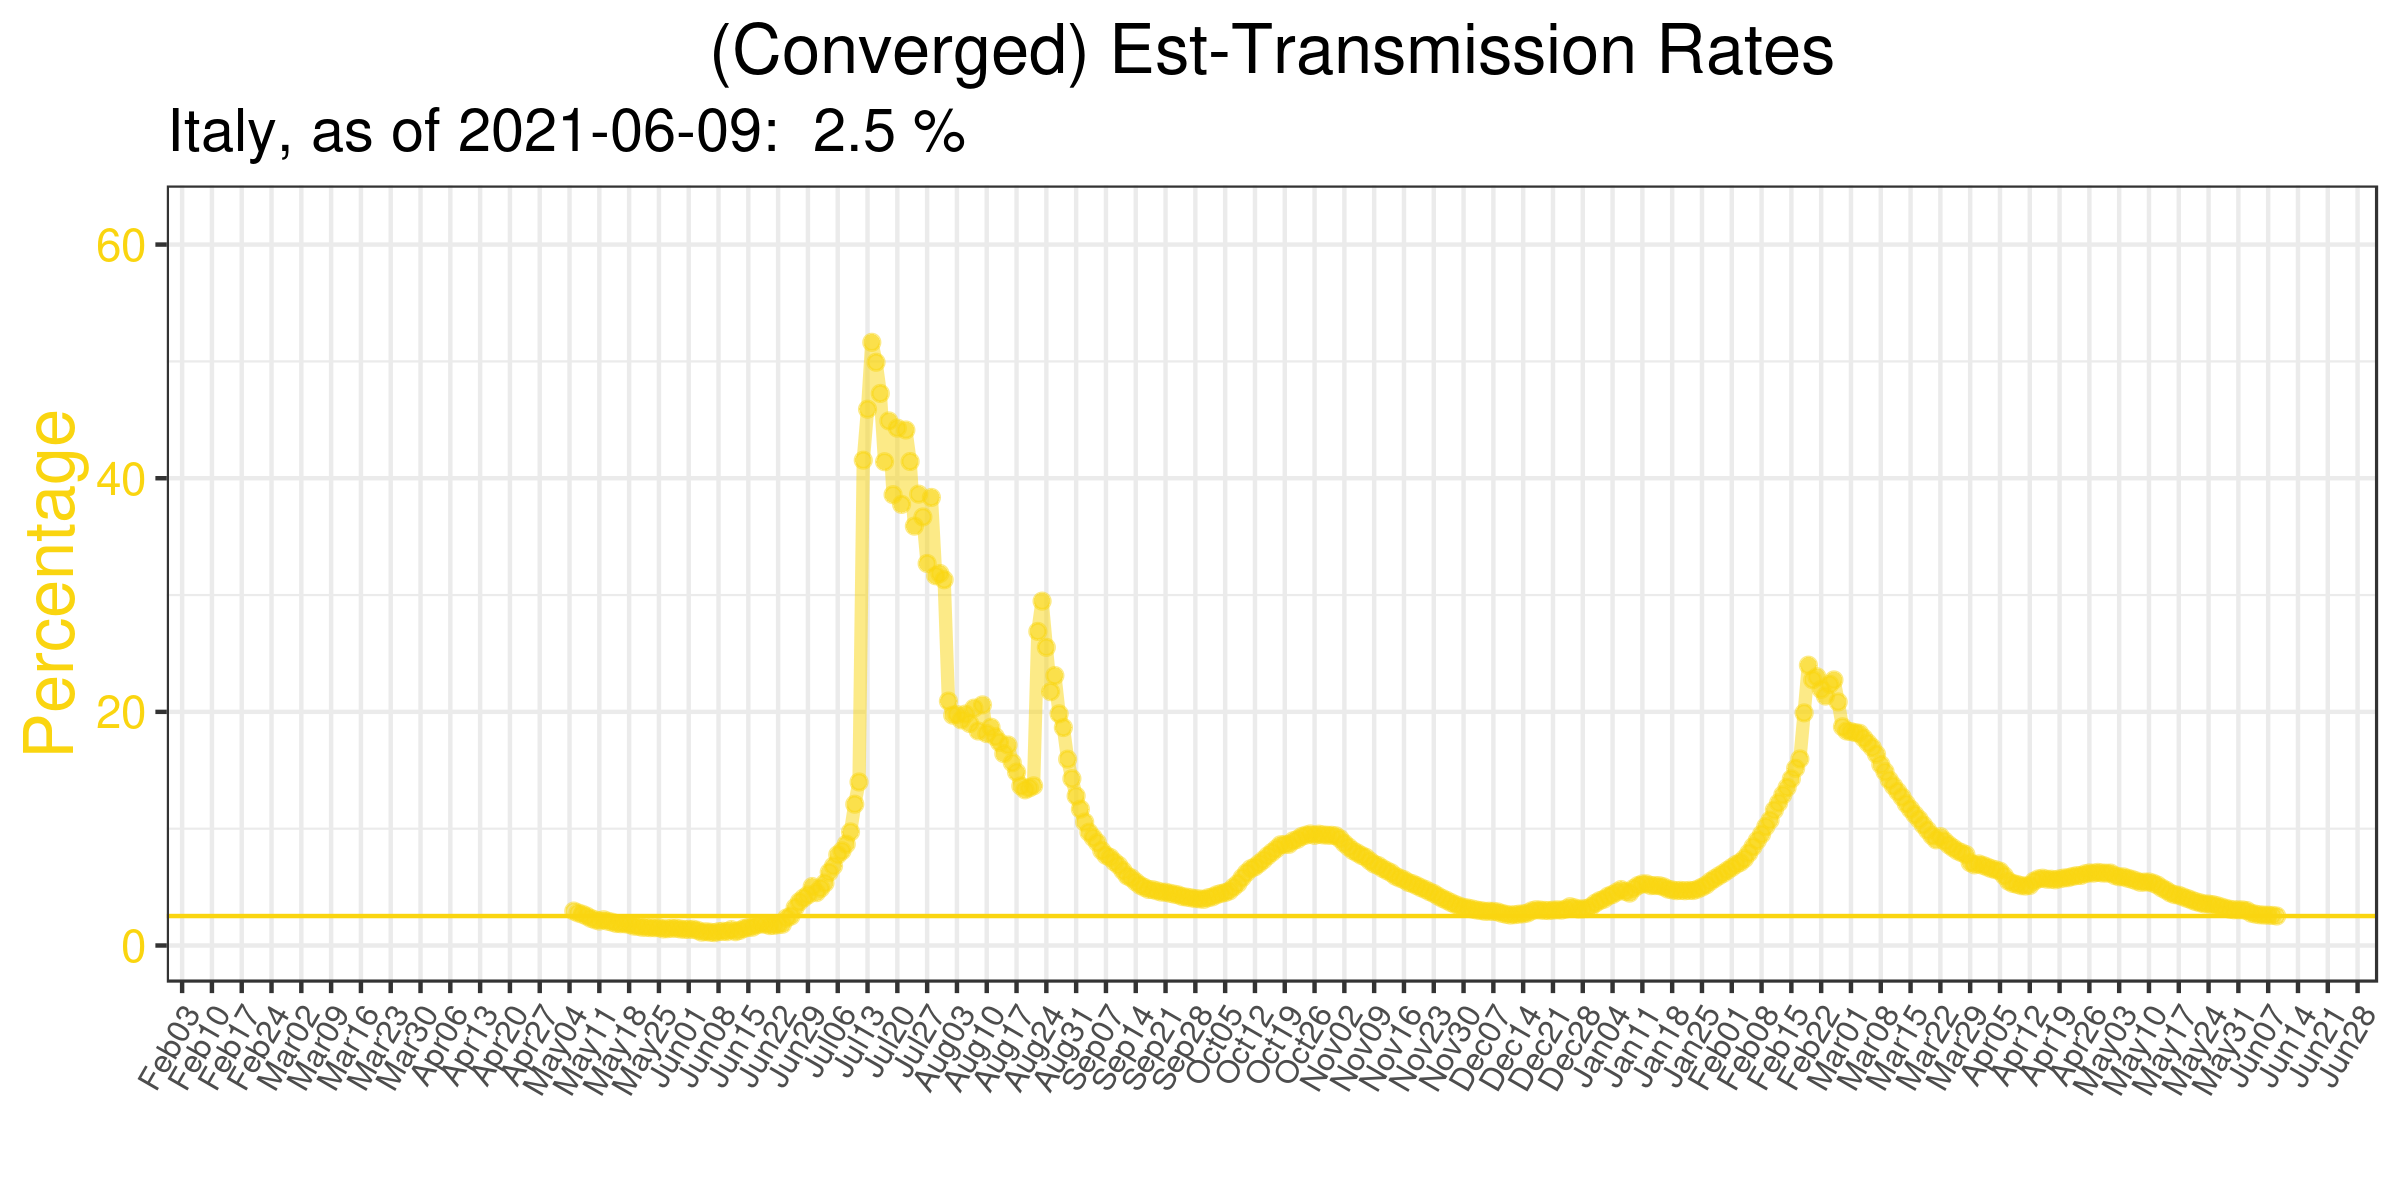 (Converged) Est-Transmission Rates
Italy, as of 2021-06-09:  2.5 %
Percentage
60
40
20
0
Feb03
Feb10
Feb17
Feb24
Mar02
Mar09
Mar16
Mar23
Mar30
Apr06
Apr13
Apr20
Apr27
May04
May11
May18
May25
Jun01
Jun08
Jun15
Jun22
Jun29
Jul06
Jul13
Jul20
Jul27
Aug03
Aug10
Aug17
Aug24
Aug31
Sep07
Sep14
Sep21
Sep28
Oct05
Oct12
Oct19
Oct26
Nov02
Nov09
Nov16
Nov23
Nov30
Dec07
Dec14
Dec21
Dec28
Jan04
Jan11
Jan18
Jan25
Feb01
Feb08
Feb15
Feb22
Mar01
Mar08
Mar15
Mar22
Mar29
Apr05
Apr12
Apr19
Apr26
May03
May10
May17
May24
May31
Jun07
Jun14
Jun21
Jun28